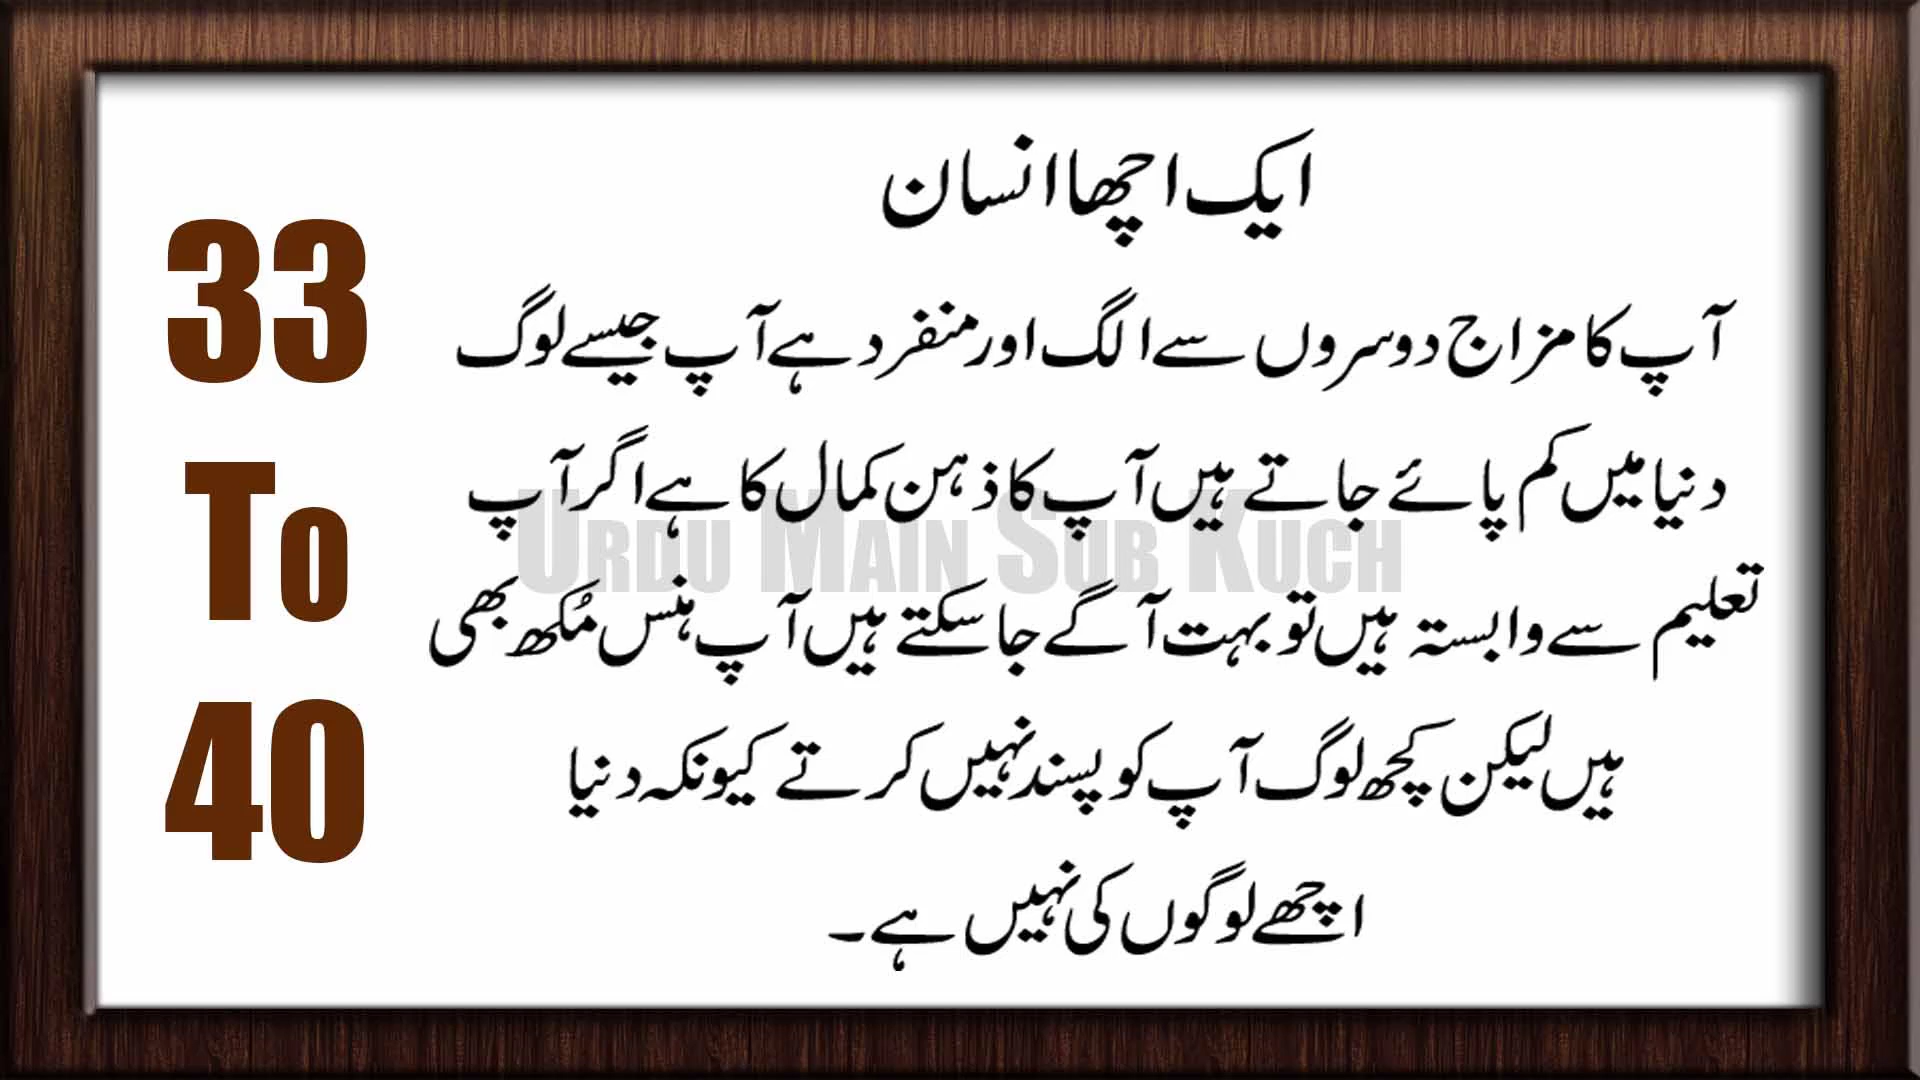 ایک اچھا انسان
آپ کا مزاج دوسروں سے الگ اور منفرد ہے آپ جیسے لوگ
دنیا میں کم پائے جاتے ہیں آپ کا ذہن کمال کا ہے اگر آپ
تعلیم سے وابستہ ہیں تو بہت آگے جا سکتے ہیں آپ ہنس مُکھ بھی
ہیں لیکن کچھ لوگ آپ کو پسند نہیں کرتے کیونکہ دنیا
اچھے لوگوں کی نہیں ہے۔
33
To
40
Urdu Main Sub Kuch